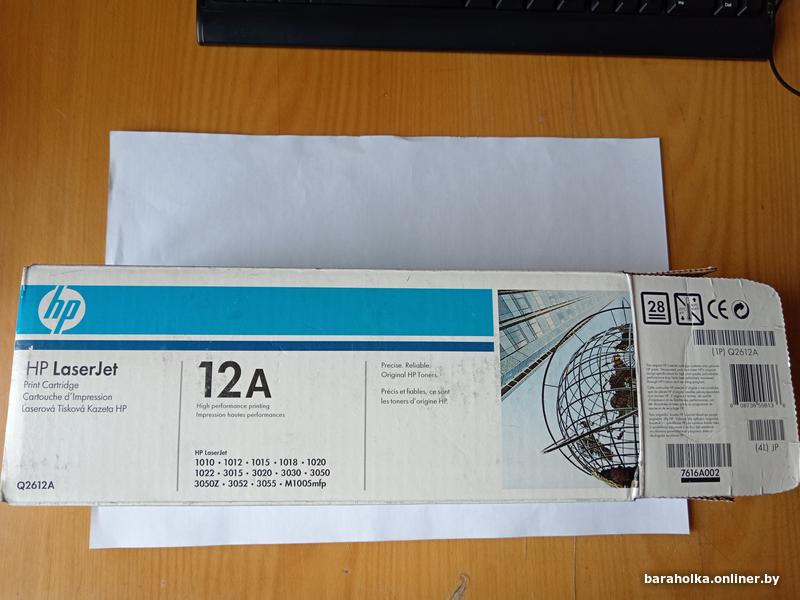 hp
HP LaserJet
Print Cartridge
Cartouche d'Impression
Laserová Tisková Kazeta HP
Q2612A
12A
High performance printing
Impression hautes performances
HP LaserJet
1010 • 1012 • 1015 • 1018 • 1020
1022 • 3015 • 3020 • 3030 • 3050
3050Z • 3052 • 3055 • M1005mfp
Precise. Reliable.
Original HP Toners.
Précis et fiables, ce sont
les toners d'origine HP.
28
CE
(1P) Q2612A
(4L) JP
7616A002
baraholka.onliner.by